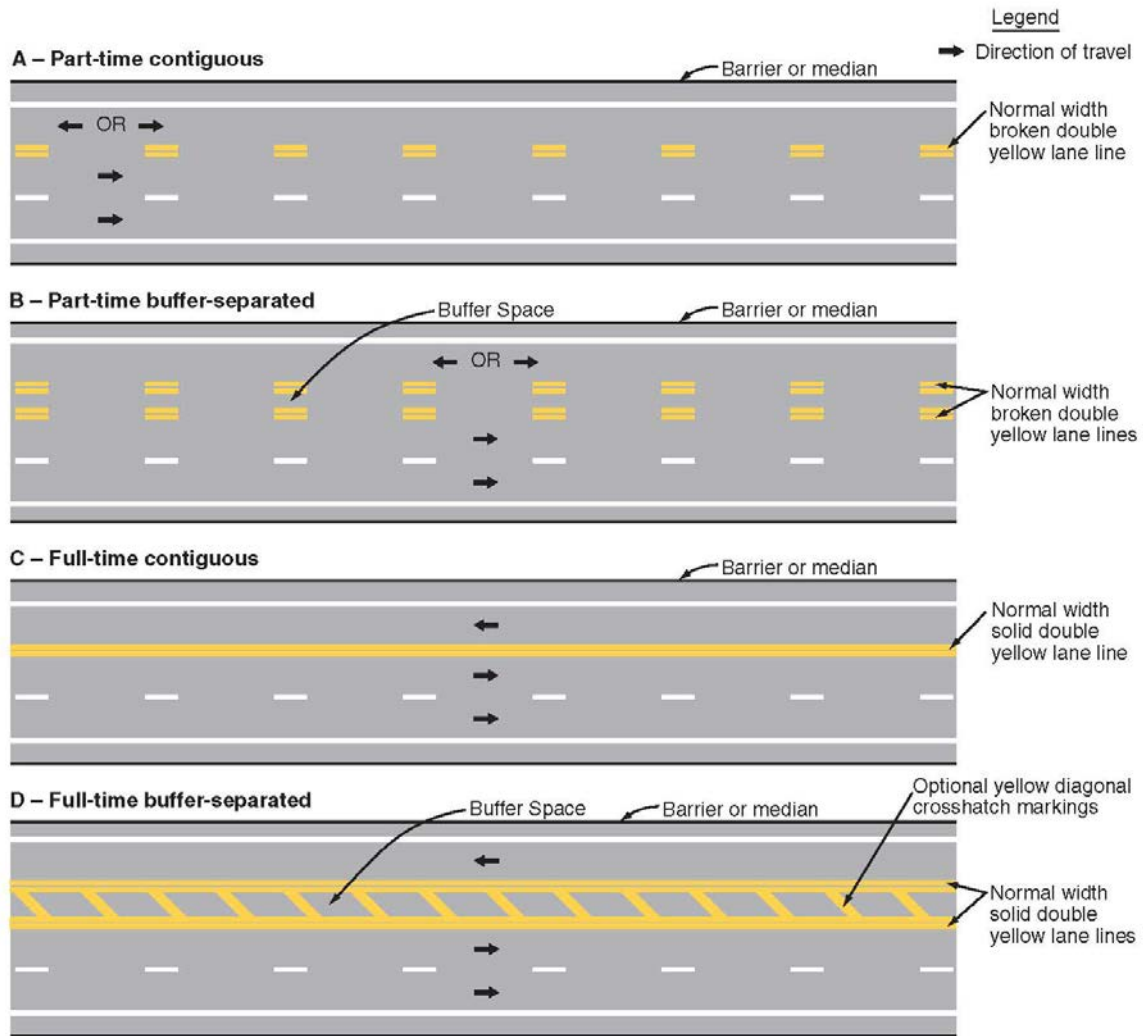 Legend
Direction of travel
A – Part-time contiguous
Barrier or median
OR
Normal width
broken double
yellow lane line
B – Part-time buffer-separated
Buffer Space
Barrier or median
OR
Normal width
broken double
yellow lane lines
C – Full-time contiguous
Barrier or median
Normal width
solid double
yellow lane line
D – Full-time buffer-separated
Buffer Space
Barrier or median
Optional yellow diagonal
crosshatch markings
Normal width
solid double
yellow lane lines